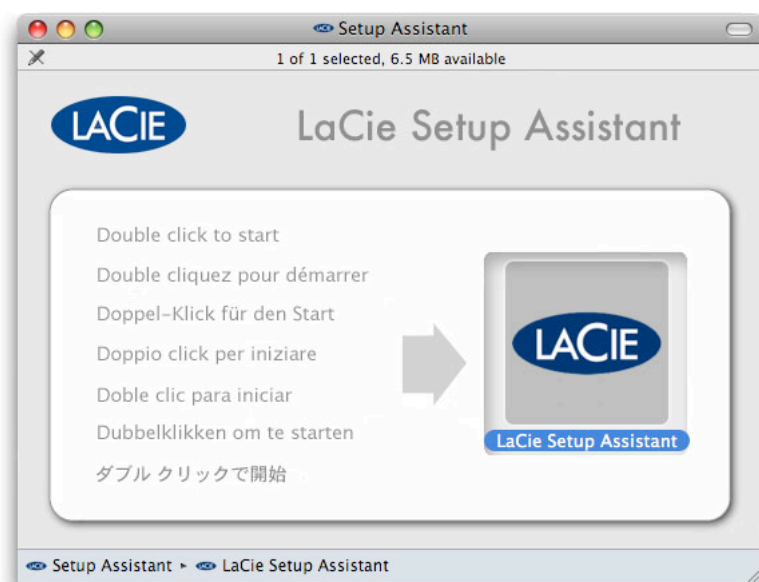 Setup Assistant
1 of 1 selected, 6.5 MB available
LACIE
LaCie Setup Assistant
Double click to start
Double cliquez pour démarrer
Doppel-Klick für den Start
Doppio click per iniziare
Doble clic para iniciar
Dubbelklikken om te starten
ダブル クリックで開始
LACIE
LaCie Setup Assistant
Setup Assistant ▸ LaCie Setup Assistant